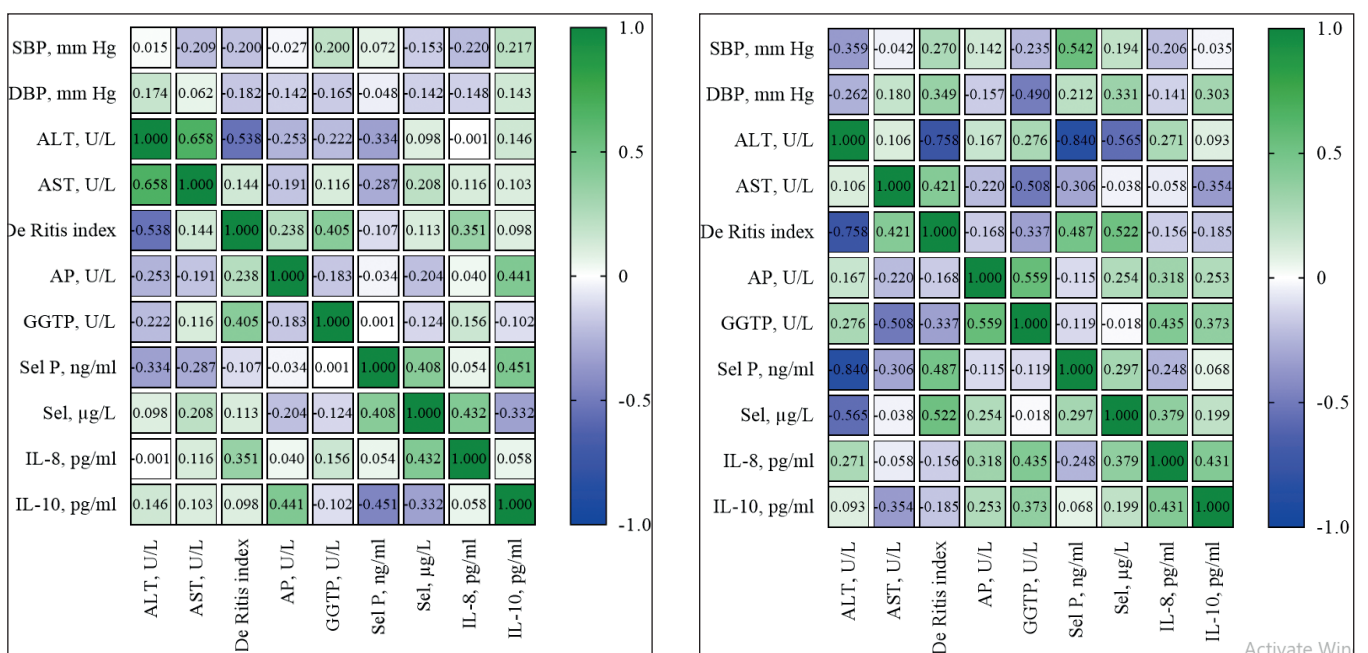 1.0
SBP, mm Hg 0.015 -0.209 -0.200 -0.027 0.200 0.072 -0.153 -0.220 0.217
DBP, mm Hg 0.174 0.062 -0.182 -0.142 -0.165 -0.048 -0.142 -0.148 0.143
ALT, U/L 1.000 0.658 -0.538 -0.253 -0.222 -0.334 0.098 -0.001 0.146
0.5
AST, U/L 0.658 1.000 0.144 -0.191 0.116 -0.287 0.208 0.116 0.103
De Ritis index -0.538 0.144 1.000 0.238 0.405 -0.107 0.113 0.351 0.098
AP, U/L -0.253 -0.191 0.238 1.000 -0.183 -0.034 -0.204 0.040 0.441
0
GGTP, U/L -0.222 0.116 0.405 -0.183 1.000 0.001 -0.124 0.156 -0.102
Sel P, ng/ml -0.334 -0.287 -0.107 -0.034 0.001 1.000 0.408 0.054 0.451
-0.5
Sel, µg/L 0.098 0.208 0.113 -0.204 -0.124 0.408 1.000 0.432 -0.332
IL-8, pg/ml -0.001 0.116 0.351 0.040 0.156 0.054 0.432 1.000 0.058
IL-10, pg/ml 0.146 0.103 0.098 0.441 -0.102 -0.451 -0.332 0.058 1.000
-1.0
ALT, U/L
AST, U/L
De Ritis index
AP, U/L
GGTP, U/L
Sel P, ng/ml
Sel, µg/L
IL-8, pg/ml
IL-10, pg/ml
1.0
SBP, mm Hg -0.359 -0.042 0.270 0.142 -0.235 0.542 0.194 -0.206 -0.035
DBP, mm Hg -0.262 0.180 0.349 -0.157 -0.490 0.212 0.331 -0.141 0.303
ALT, U/L 1.000 0.106 -0.758 0.167 0.276 -0.840 -0.565 0.271 0.093
0.5
AST, U/L 0.106 1.000 0.421 -0.220 -0.508 -0.306 -0.038 -0.058 -0.354
De Ritis index -0.758 0.421 1.000 -0.168 -0.337 0.487 0.522 -0.156 -0.185
AP, U/L 0.167 -0.220 -0.168 1.000 0.559 -0.115 0.254 0.318 0.253
0
GGTP, U/L 0.276 -0.508 -0.337 0.559 1.000 -0.119 -0.018 0.435 0.373
Sel P, ng/ml -0.840 -0.306 0.487 -0.115 -0.119 1.000 0.297 -0.248 0.068
-0.5
Sel, µg/L -0.565 -0.038 0.522 0.254 -0.018 0.297 1.000 0.379 0.199
IL-8, pg/ml 0.271 -0.058 -0.156 0.318 0.435 -0.248 0.379 1.000 0.431
IL-10, pg/ml 0.093 -0.354 -0.185 0.253 0.373 0.068 0.199 0.431 1.000
-1.0
ALT, U/L
AST, U/L
De Ritis index
AP, U/L
GGTP, U/L
Sel P, ng/ml
Sel, µg/L
IL-8, pg/ml
IL-10, pg/ml
Activate Win